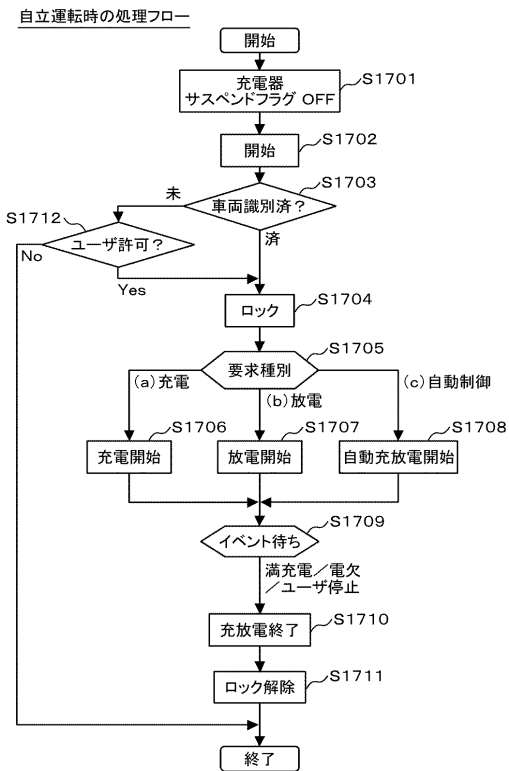 自立運転時の処理フロー
開始
充電器
サスペンドフラグ OFF
S1701
開始
S1702
車両識別済？
S1703
未
済
S1712
ユーザ許可？
No
Yes
ロック
S1704
要求種別
S1705
(a)充電
(b)放電
(c)自動制御
充電開始
S1706
放電開始
S1707
自動充放電開始
S1708
イベント待ち
S1709
満充電／電欠
／ユーザ停止
充放電終了
S1710
ロック解除
S1711
終了